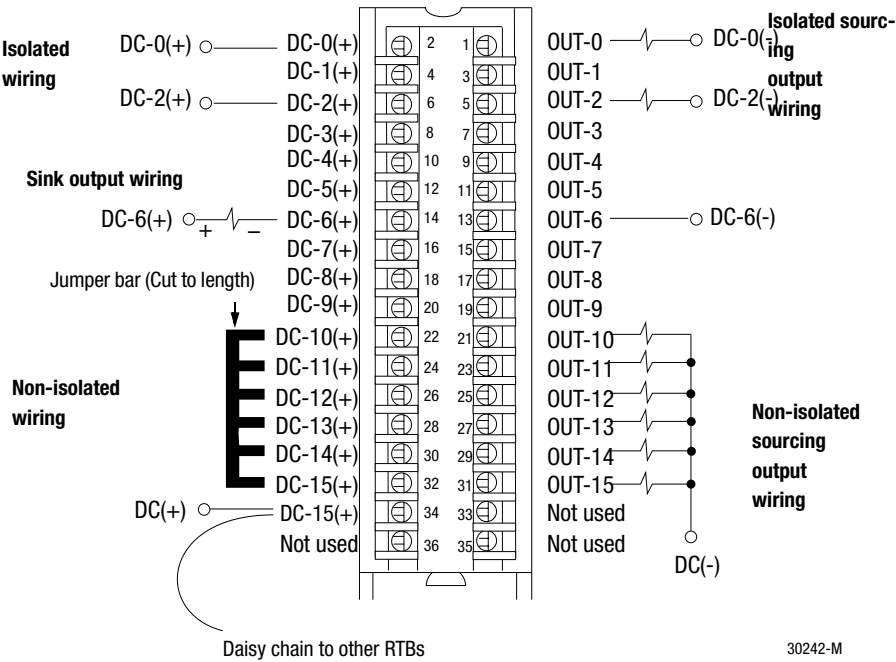 Isolated
wiring
DC-0(+) DC-0(+) 2 1 OUT-0 DC-0(-)
Isolated sourc-
ing
output
wiring
DC-1(+) 4 3 OUT-1
DC-2(+) DC-2(+) 6 5 OUT-2 DC-2(-)
DC-3(+) 8 7 OUT-3
DC-4(+) 10 9 OUT-4
Sink output wiring
DC-5(+) 12 11 OUT-5
DC-6(+) + – DC-6(+) 14 13 OUT-6 DC-6(-)
DC-7(+) 16 15 OUT-7
Jumper bar (Cut to length)
DC-8(+) 18 17 OUT-8
DC-9(+) 20 19 OUT-9
DC-10(+) 22 21 OUT-10
DC-11(+) 24 23 OUT-11
Non-isolated
wiring
DC-12(+) 26 25 OUT-12
DC-13(+) 28 27 OUT-13
DC-14(+) 30 29 OUT-14
DC-15(+) 32 31 OUT-15
Non-isolated
sourcing
output
wiring
DC(+) DC-15(+) 34 33 Not used
Not used 36 35 Not used
DC(-)
Daisy chain to other RTBs
30242-M